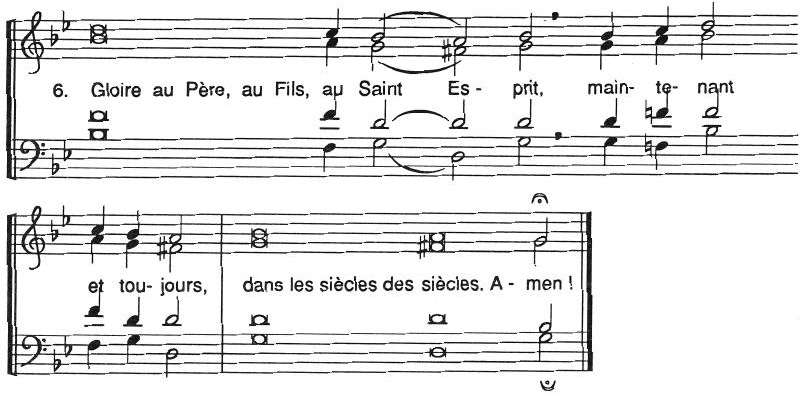 6. Gloire au Père, au Fils, au Saint Es - prit, main- te- nant
et tou- jours, dans les siècles des siècles. A - men !